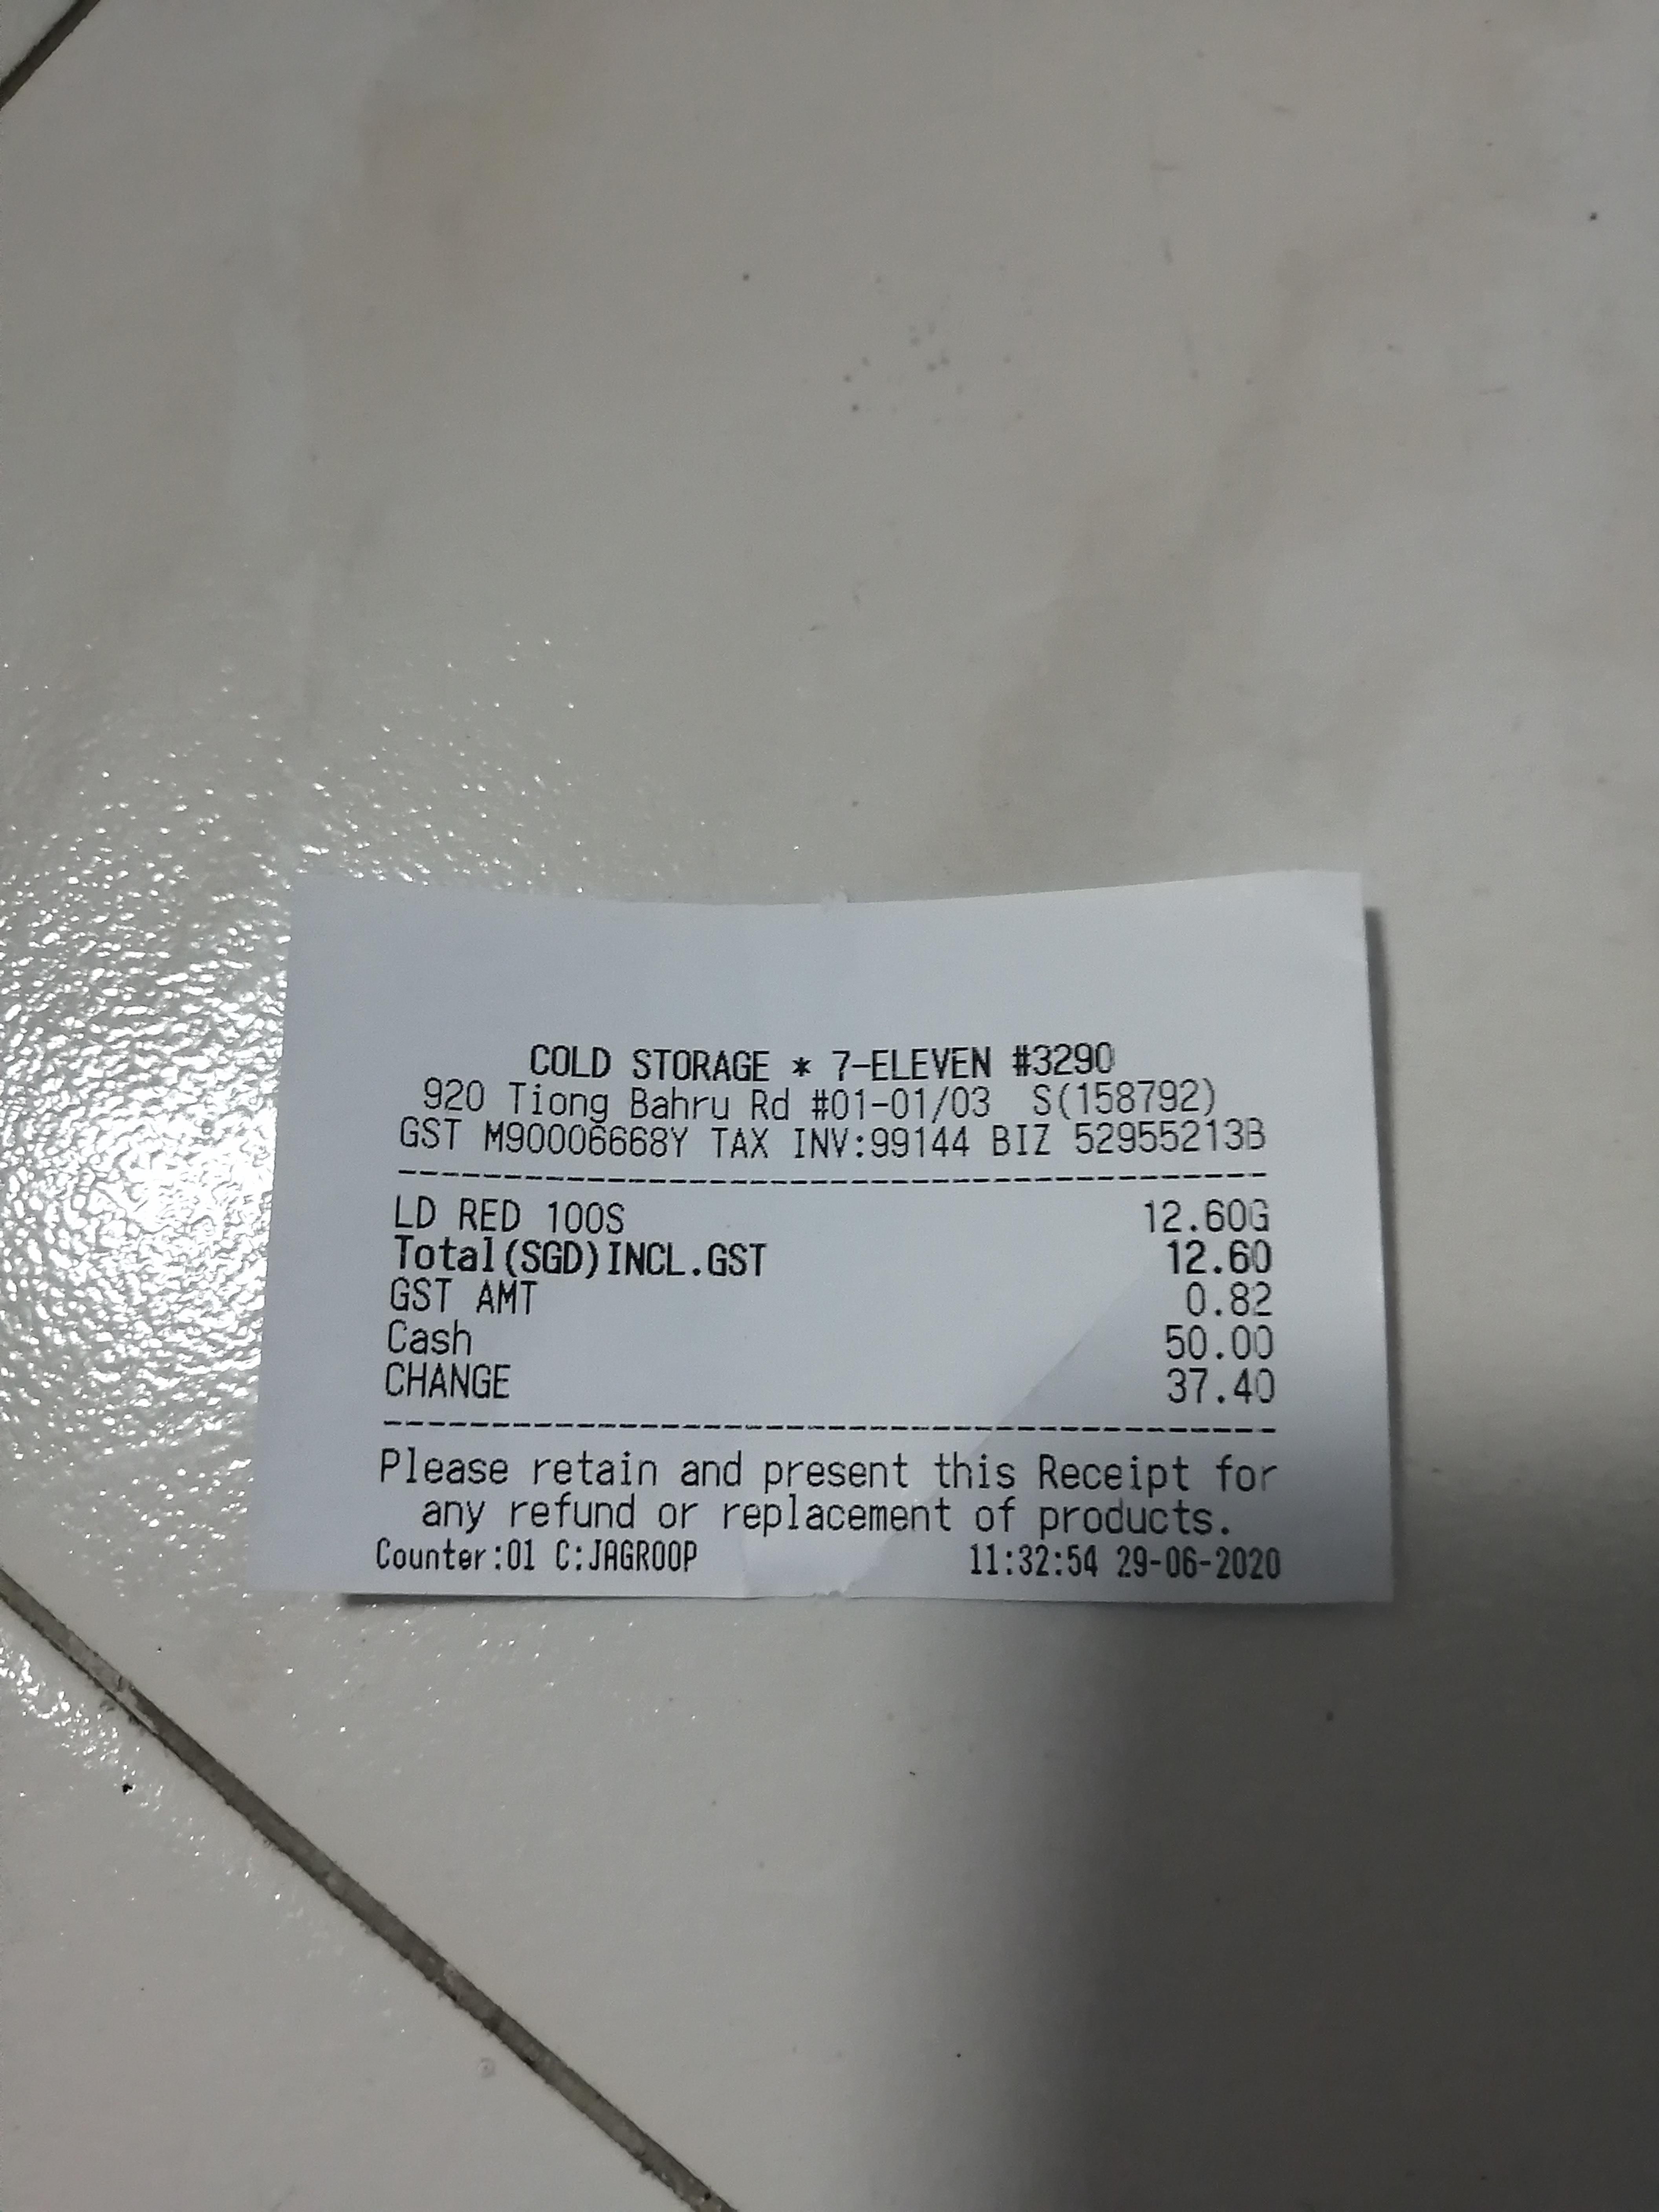 COLD STORAGE * 7-ELEVEN #3290
920 Tiong Bahru Rd #01-01/03 S(158792)
GST M90006668Y TAX INV:99144 BIZ 52955213B
LD RED 100S 12.60G
Total(SGD)INCL.GST 12.60
GST AMT 0.82
Cash 50.00
CHANGE 37.40
Please retain and present this Receipt for
any refund or replacement of products.
Counter:01 C:JAGROOP 11:32:54 29-06-2020